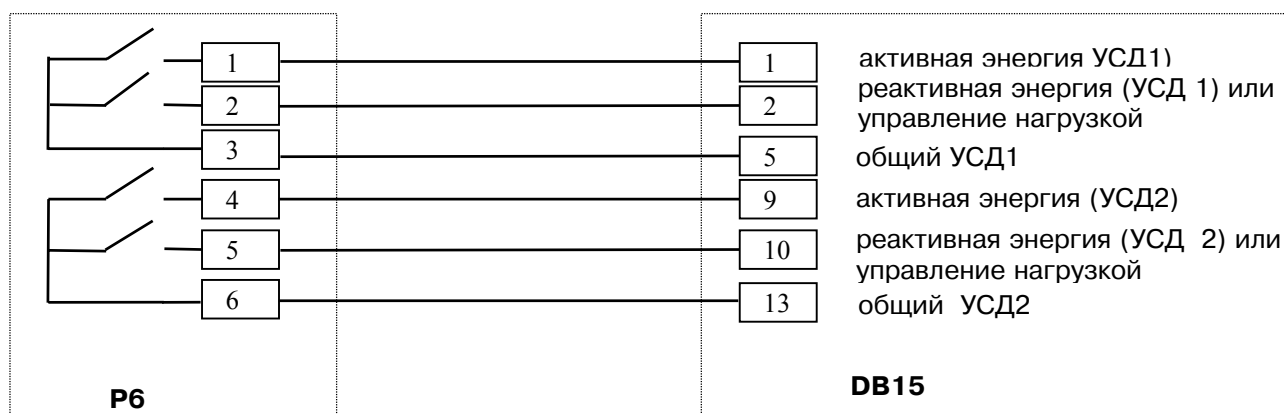 1 1 активная энергия УСД1)
2 2 реактивная энергия (УСД 1) или
управление нагрузкой
3 5 общий УСД1
4 9 активная энергия (УСД2)
5 10 реактивная энергия (УСД 2) или
управление нагрузкой
6 13 общий УСД2
P6 DB15